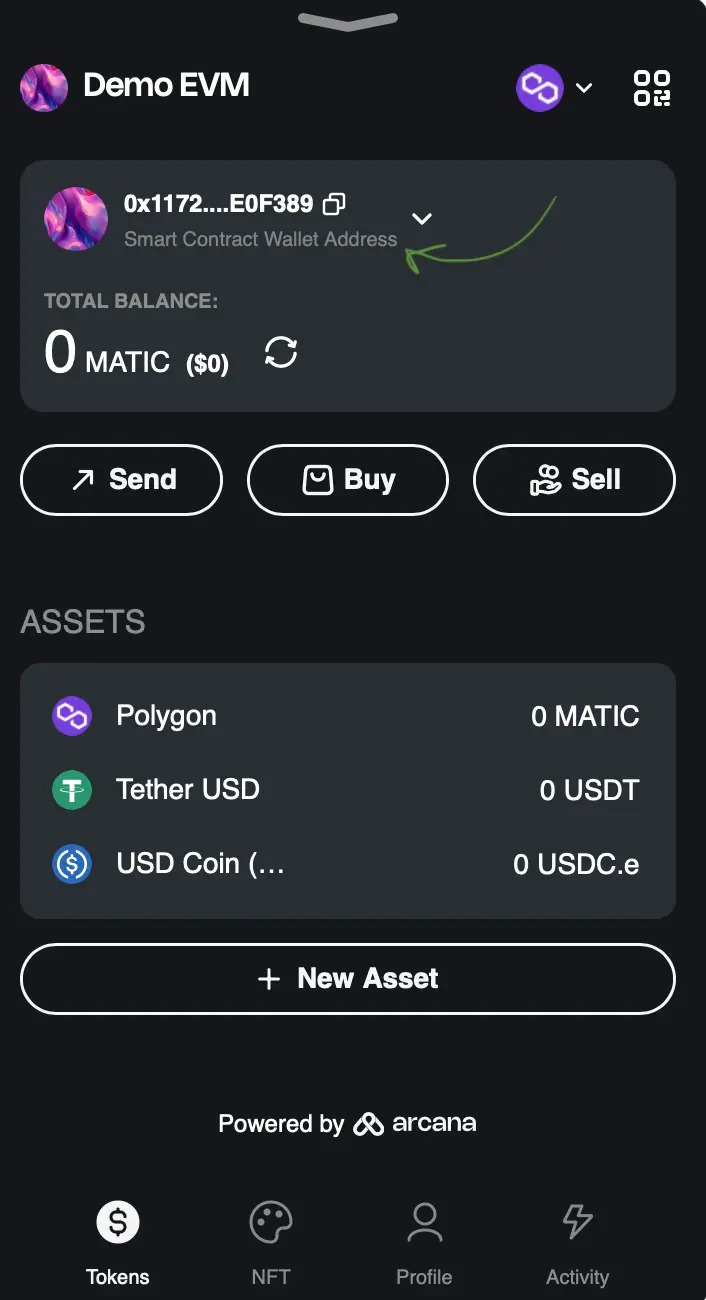 Demo EVM
0x1172....E0F389
Smart Contract Wallet Address
TOTAL BALANCE:
0 MATIC ($0)
Send
Buy
Sell
ASSETS
Polygon 0 MATIC
Tether USD 0 USDT
USD Coin (... 0 USDC.e
+ New Asset
Powered by arcana
Tokens
NFT
Profile
Activity